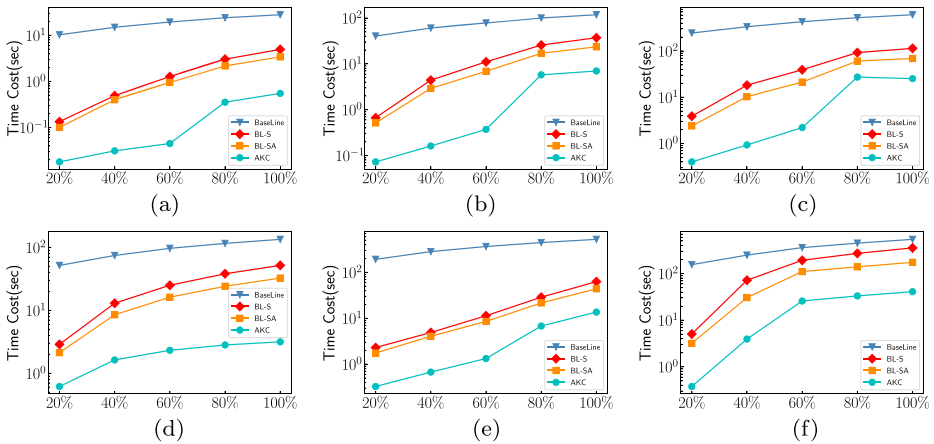 Time Cost(sec)
10^1
10^0
10^-1
BaseLine
BL-S
BL-SA
AKC
20% 40% 60% 80% 100%
(a)
Time Cost(sec)
10^2
10^1
10^0
10^-1
BaseLine
BL-S
BL-SA
AKC
20% 40% 60% 80% 100%
(b)
Time Cost(sec)
10^2
10^1
10^0
BaseLine
BL-S
BL-SA
AKC
20% 40% 60% 80% 100%
(c)
Time Cost(sec)
10^2
10^1
10^0
BaseLine
BL-S
BL-SA
AKC
20% 40% 60% 80% 100%
(d)
Time Cost(sec)
10^2
10^1
10^0
BaseLine
BL-S
BL-SA
AKC
20% 40% 60% 80% 100%
(e)
Time Cost(sec)
10^2
10^1
10^0
BaseLine
BL-S
BL-SA
AKC
20% 40% 60% 80% 100%
(f)